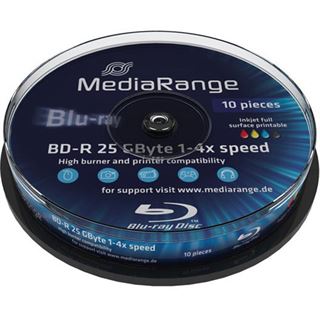 MediaRange
10 pieces
Blu-ray
Inkjet full
surface printable
BD-R 25 GByte 1-4x speed
High burner and printer compatibility
for support visit www.mediarange.de
BD-R 25 GByte 1-4x speed
Blu-ray Disc
TM
10 pieces